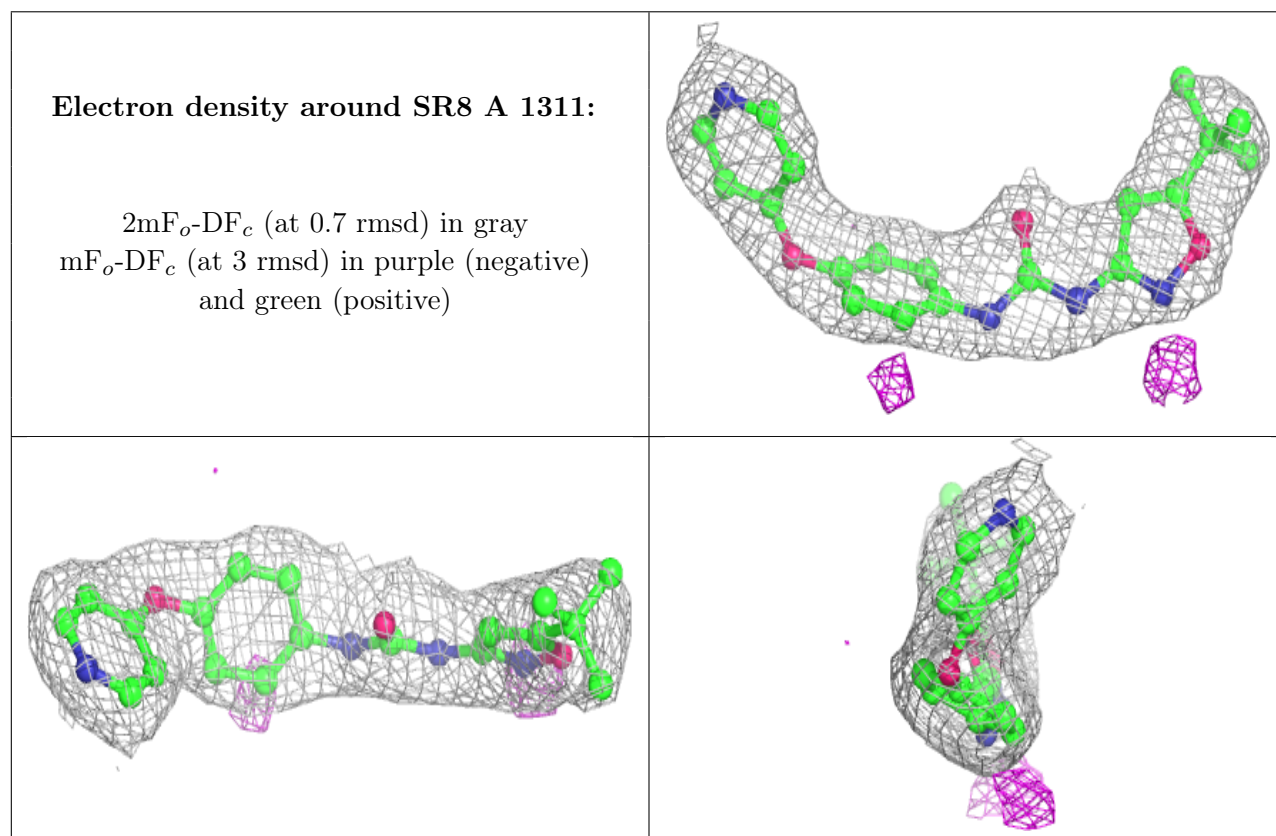 Electron density around SR8 A 1311:
2mFₒ-DF𝑐 (at 0.7 rmsd) in gray
mFₒ-DF𝑐 (at 3 rmsd) in purple (negative)
and green (positive)